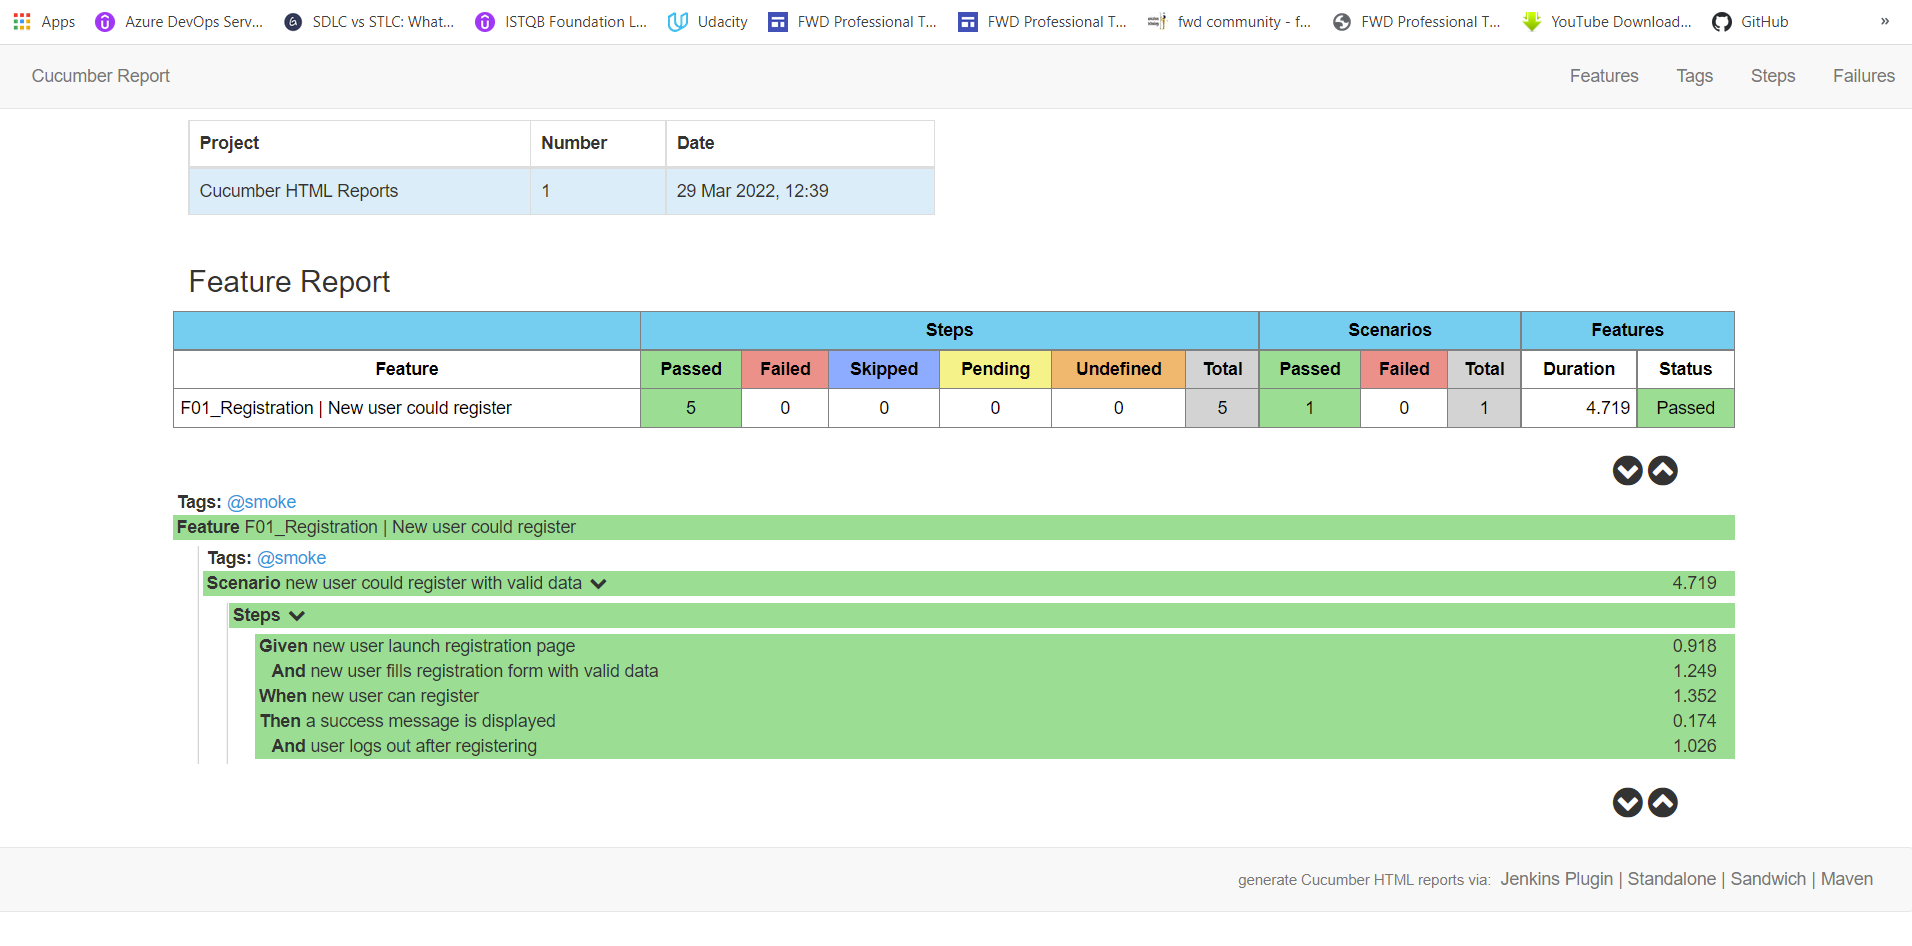 Apps Azure DevOps Serv... SDLC vs STLC: What... ISTQB Foundation L... Udacity FWD Professional T... FWD Professional T... fwd community - f... FWD Professional T... YouTube Download... GitHub »
Cucumber Report Features Tags Steps Failures
Project Number Date
Cucumber HTML Reports 1 29 Mar 2022, 12:39
Feature Report
Steps Scenarios Features
Feature Passed Failed Skipped Pending Undefined Total Passed Failed Total Duration Status
F01_Registration | New user could register 5 0 0 0 0 5 1 0 1 4.719 Passed
Tags: @smoke
Feature F01_Registration | New user could register
Tags: @smoke
Scenario new user could register with valid data 4.719
Steps
Given new user launch registration page 0.918
And new user fills registration form with valid data 1.249
When new user can register 1.352
Then a success message is displayed 0.174
And user logs out after registering 1.026
generate Cucumber HTML reports via: Jenkins Plugin | Standalone | Sandwich | Maven